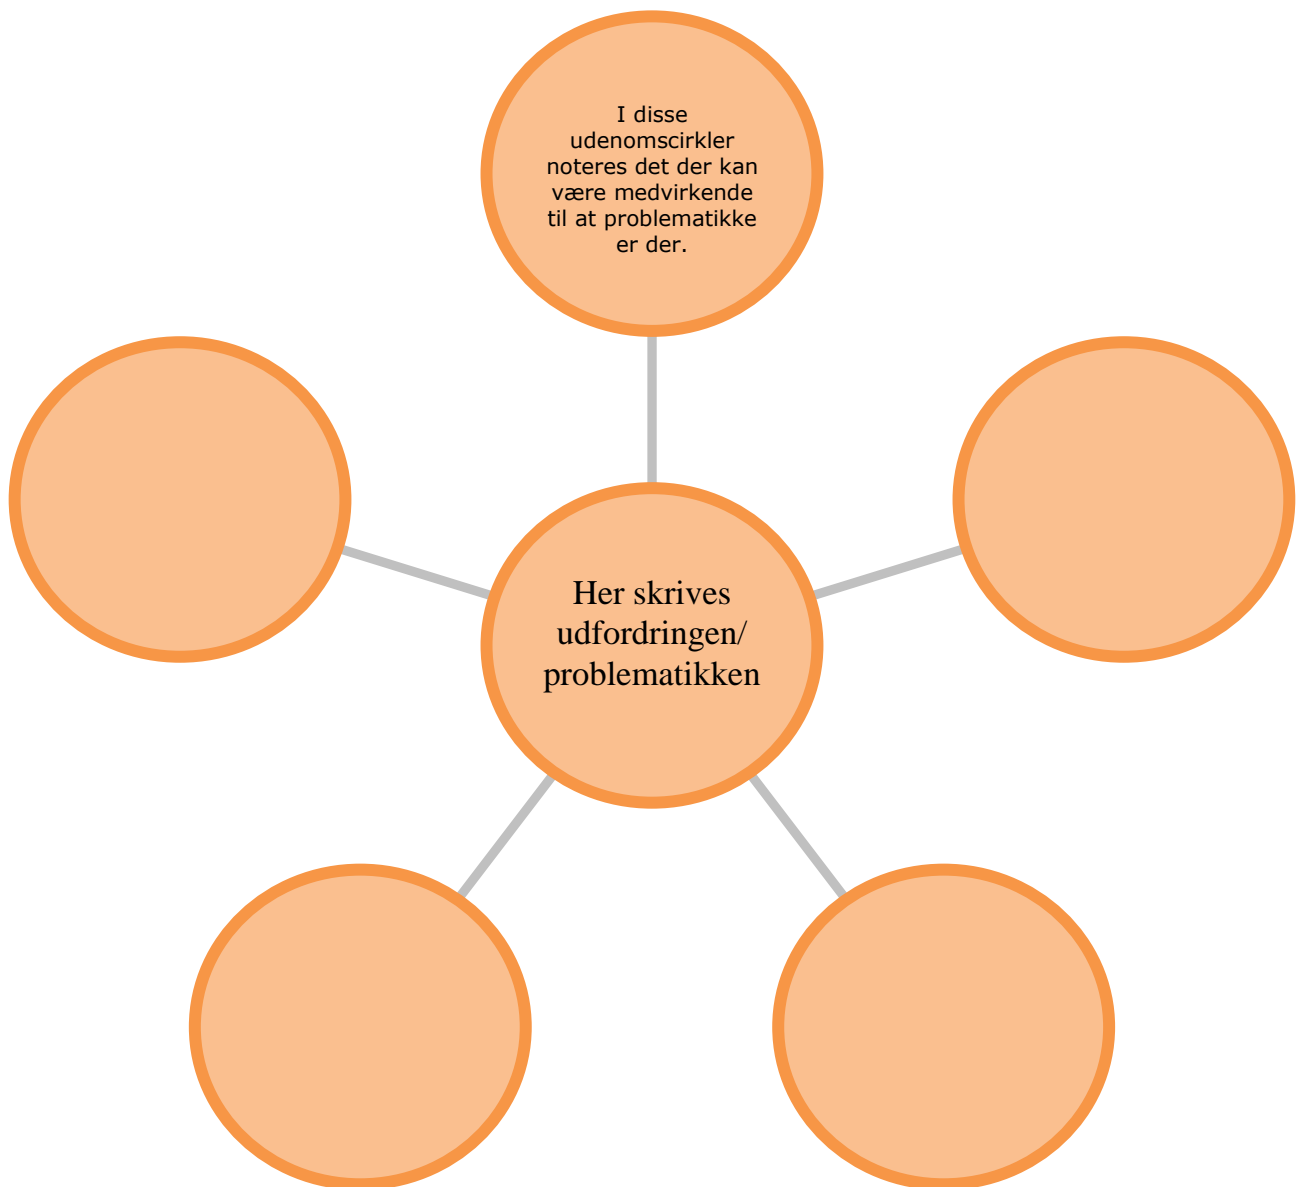 I disse
udenomscirkler
noteres det der kan
være medvirkende
til at problematikke
er der.
Her skrives
udfordringen/
problematikken